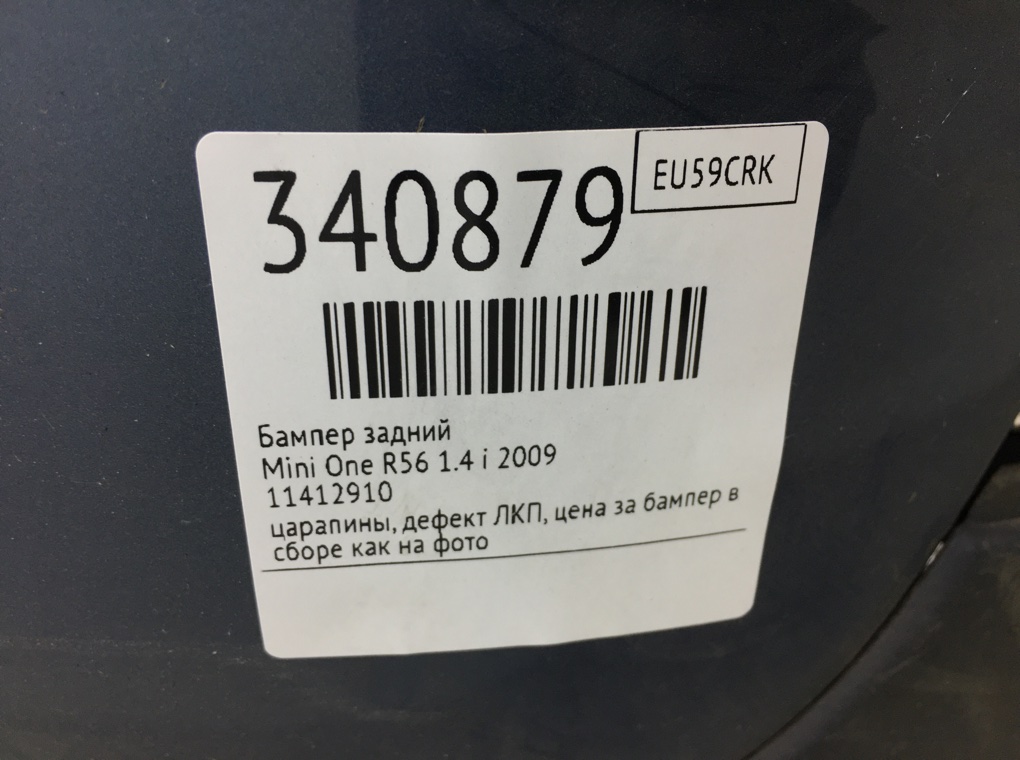 340879
EU59CRK
Бампер задний
Mini One R56 1.4 i 2009
11412910
царапины, дефект ЛКП, цена за бампер в
сборе как на фото